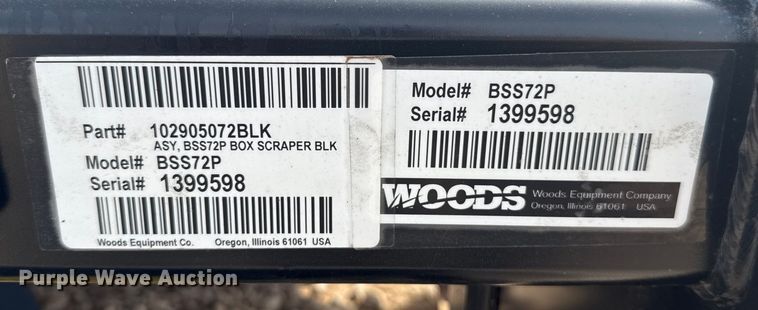 Part# 102905072BLK
ASY, BSS72P BOX SCRAPER BLK
Model# BSS72P
Serial# 1399598
Woods Equipment Co. Oregon, Illinois 61061 USA
Model# BSS72P
Serial# 1399598
WOODS
Woods Equipment Company
Oregon, Illinois 61061 USA
Purple Wave Auction